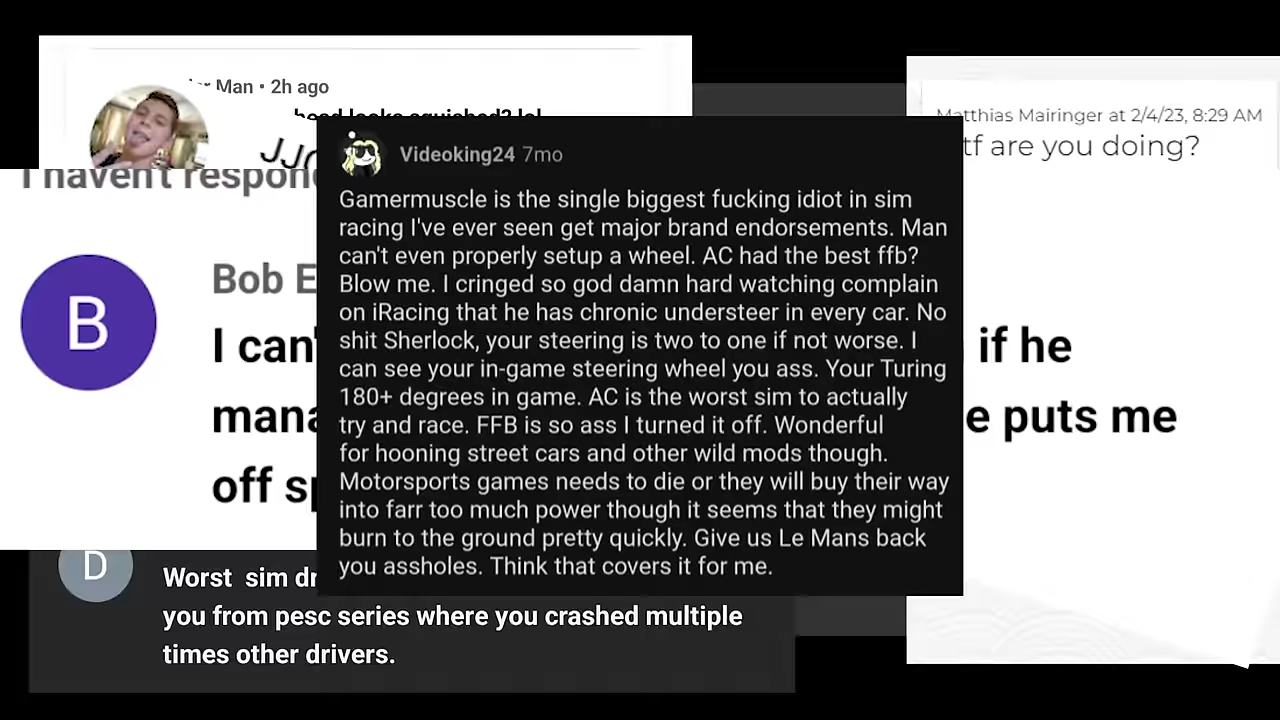 Man • 2h ago
head looks squished? lol
I haven't respon
Matthias Mairinger at 2/4/23, 8:29 AM
tf are you doing?
Bob E
I can'
if he
mana
e puts me
off sp
Videoking24 7mo
Gamermuscle is the single biggest fucking idiot in sim
racing I've ever seen get major brand endorsements. Man
can't even properly setup a wheel. AC had the best ffb?
Blow me. I cringed so god damn hard watching complain
on iRacing that he has chronic understeer in every car. No
shit Sherlock, your steering is two to one if not worse. I
can see your in-game steering wheel you ass. Your Turing
180+ degrees in game. AC is the worst sim to actually
try and race. FFB is so ass I turned it off. Wonderful
for hooning street cars and other wild mods though.
Motorsports games needs to die or they will buy their way
into farr too much power though it seems that they might
burn to the ground pretty quickly. Give us Le Mans back
you assholes. Think that covers it for me.
B
D
Worst sim dr
you from pesc series where you crashed multiple
times other drivers.